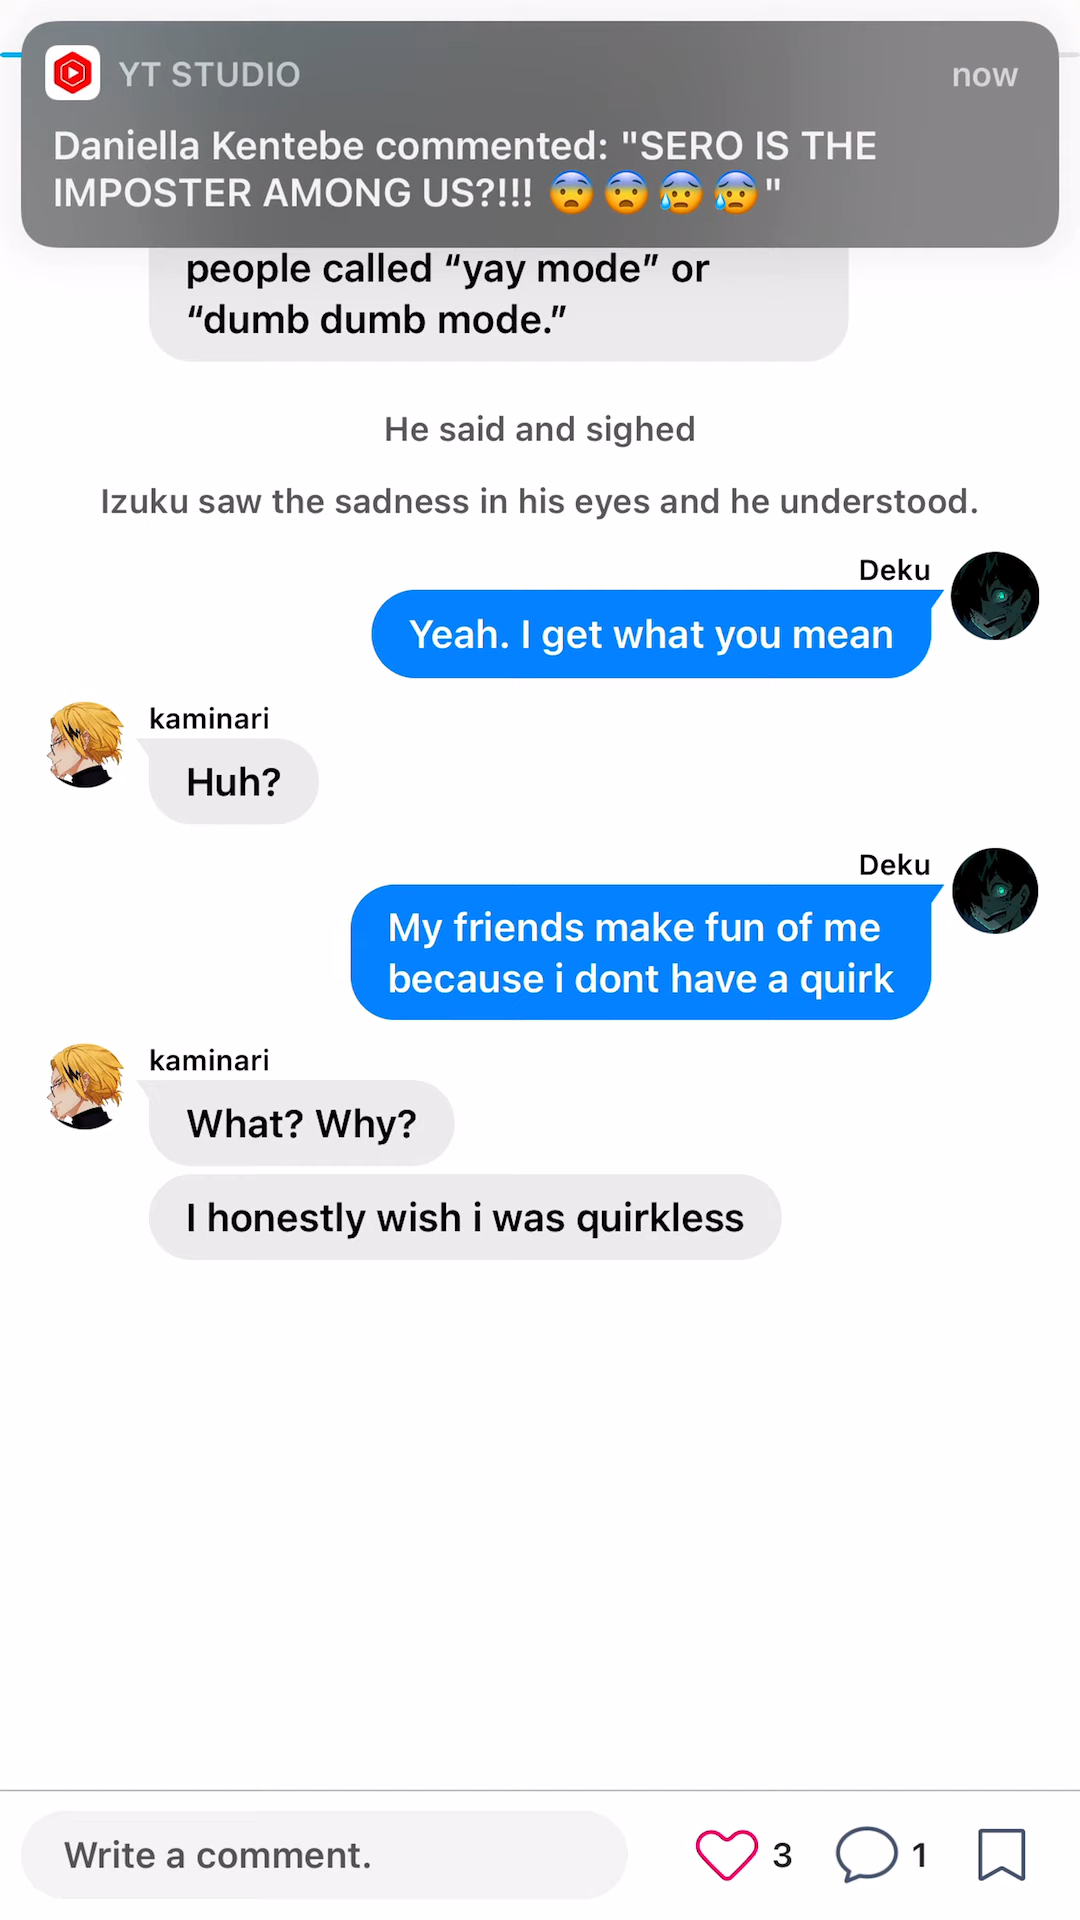 YT STUDIO
now
Daniella Kentebe commented: "SERO IS THE
IMPOSTER AMONG US?!!! 😨😨😰😰"
people called “yay mode” or
“dumb dumb mode.”
He said and sighed
Izuku saw the sadness in his eyes and he understood.
Deku
Yeah. I get what you mean
kaminari
Huh?
Deku
My friends make fun of me
because i dont have a quirk
kaminari
What? Why?
I honestly wish i was quirkless
Write a comment.
3
1